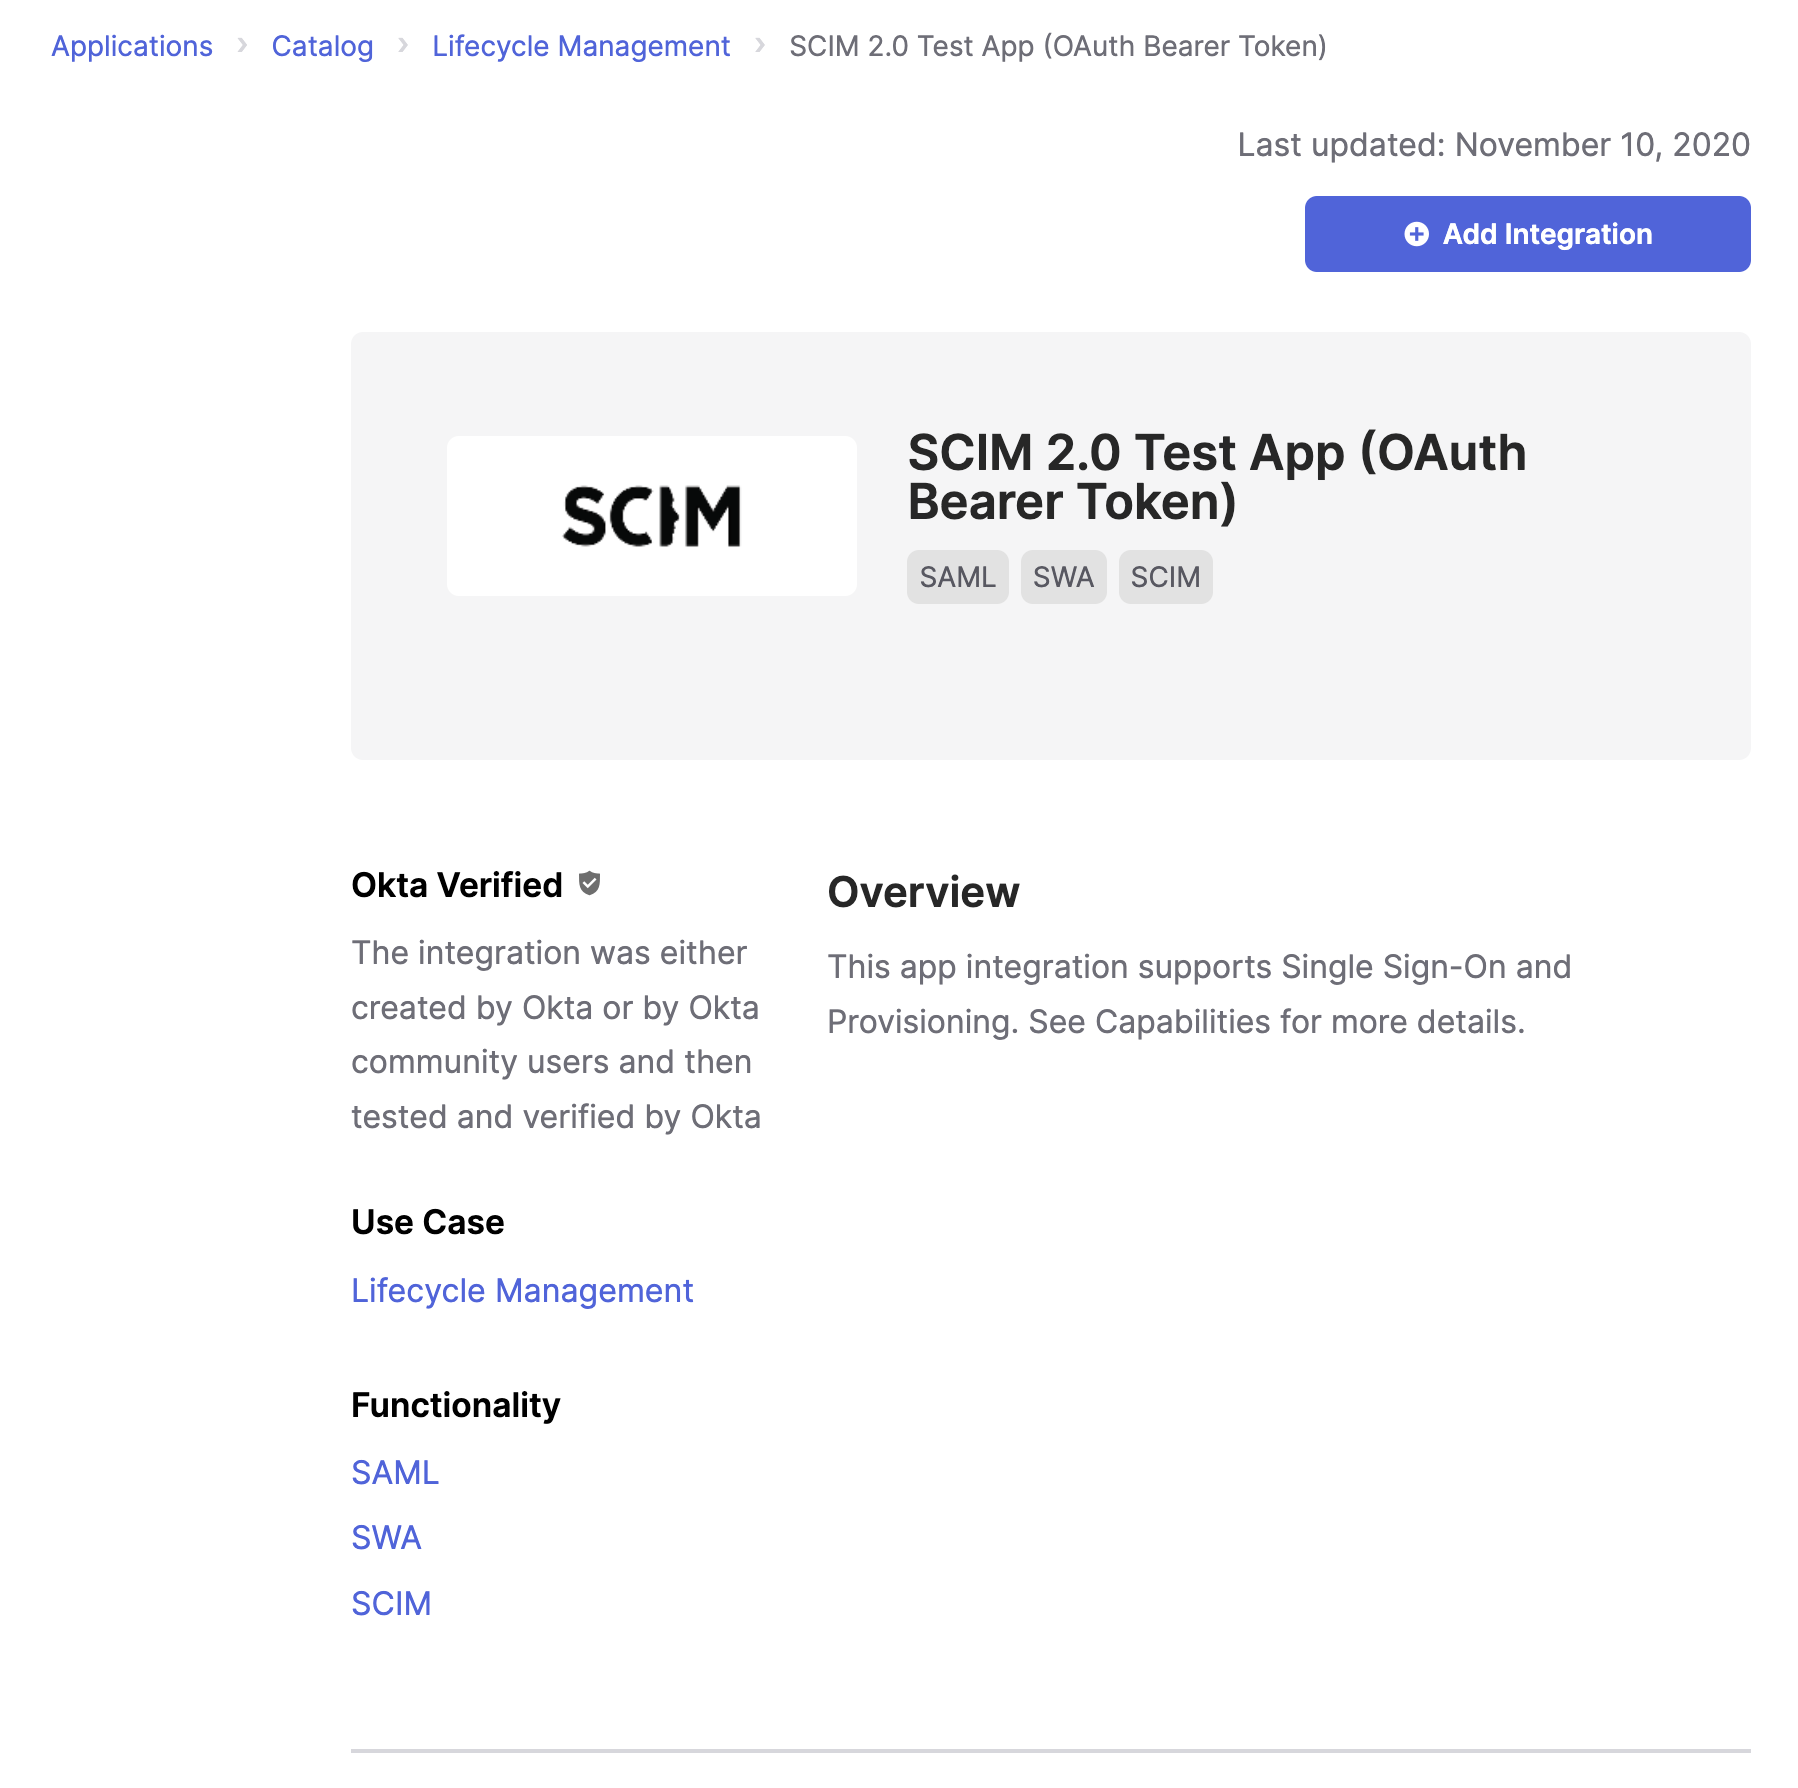 Applications › Catalog › Lifecycle Management › SCIM 2.0 Test App (OAuth Bearer Token)
Last updated: November 10, 2020
Add Integration
SCIM
SCIM 2.0 Test App (OAuth
Bearer Token)
SAML SWA SCIM
Okta Verified
The integration was either
created by Okta or by Okta
community users and then
tested and verified by Okta
Use Case
Lifecycle Management
Functionality
SAML
SWA
SCIM
Overview
This app integration supports Single Sign-On and
Provisioning. See Capabilities for more details.